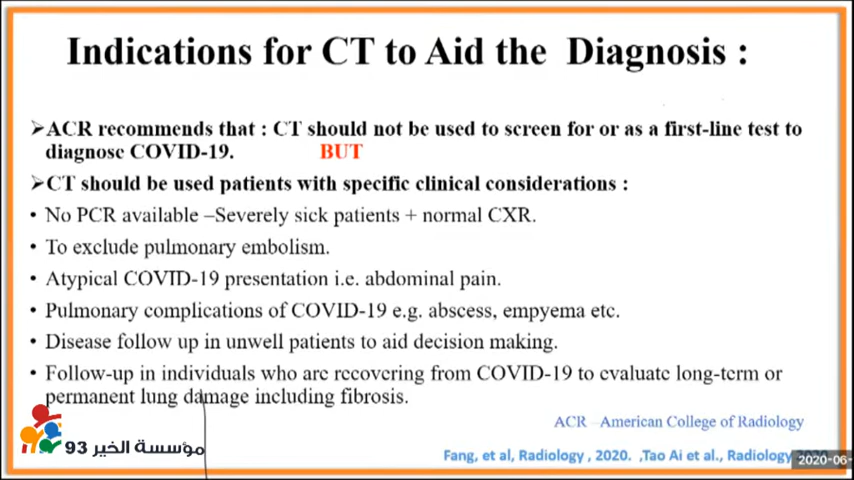 Indications for CT to Aid the Diagnosis :
➢ACR recommends that : CT should not be used to screen for or as a first-line test to
diagnose COVID-19. BUT
➢CT should be used patients with specific clinical considerations :
• No PCR available –Severely sick patients + normal CXR.
• To exclude pulmonary embolism.
• Atypical COVID-19 presentation i.e. abdominal pain.
• Pulmonary complications of COVID-19 e.g. abscess, empyema etc.
• Disease follow up in unwell patients to aid decision making.
• Follow-up in individuals who are recovering from COVID-19 to evaluate long-term or
permanent lung damage including fibrosis.
ACR –American College of Radiology
مؤسسة الخير 93
Fang, et al, Radiology , 2020. ,Tao Ai et al., Radiology
2020-06-